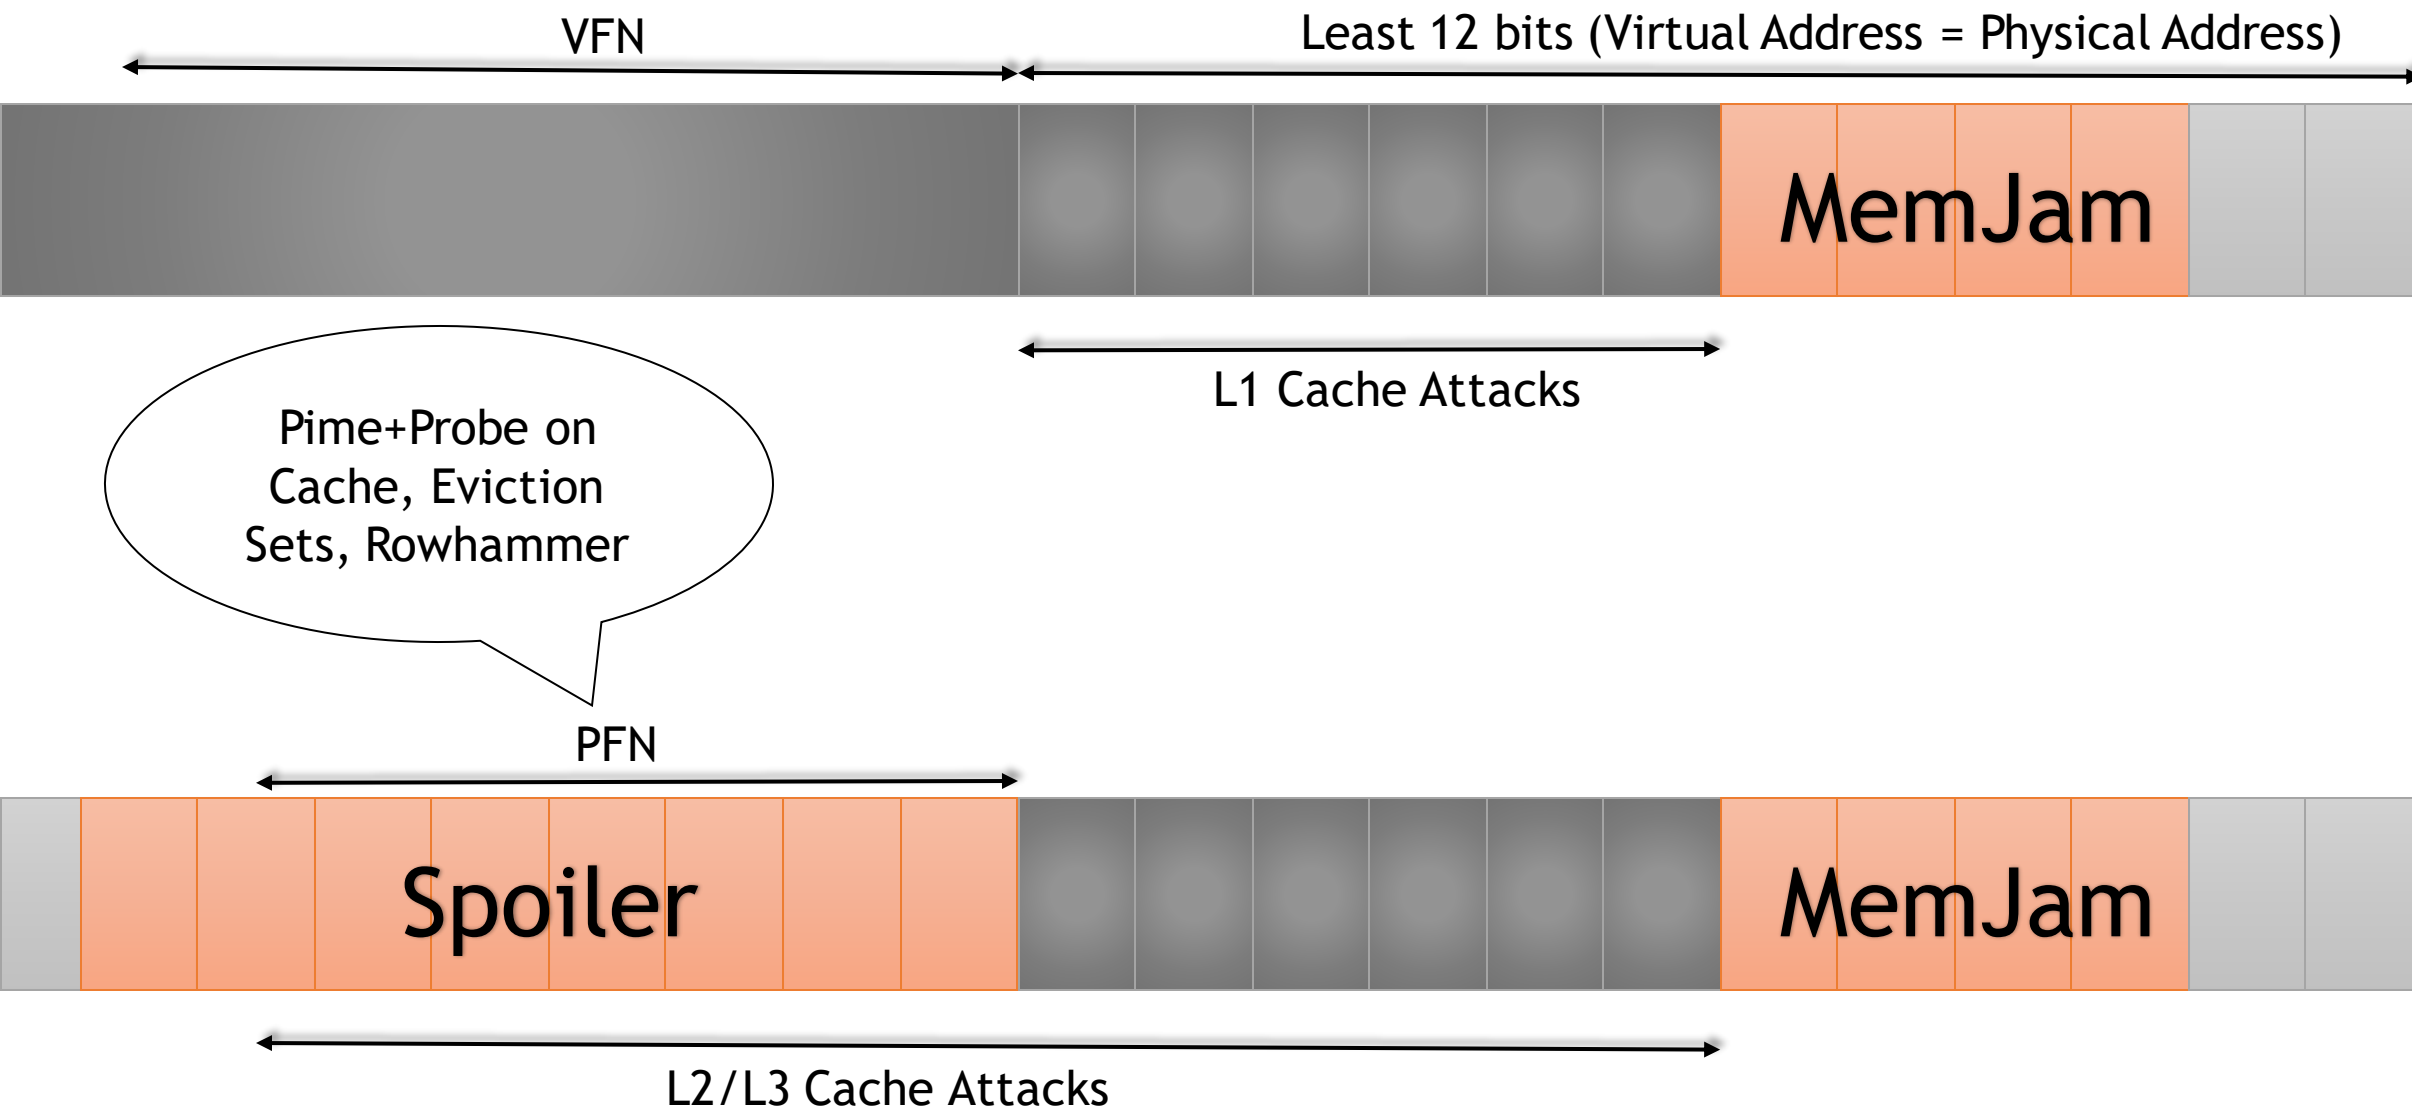 VFN
Least 12 bits (Virtual Address = Physical Address)
MemJam
L1 Cache Attacks
Pime+Probe on
Cache, Eviction
Sets, Rowhammer
PFN
Spoiler
MemJam
L2/L3 Cache Attacks